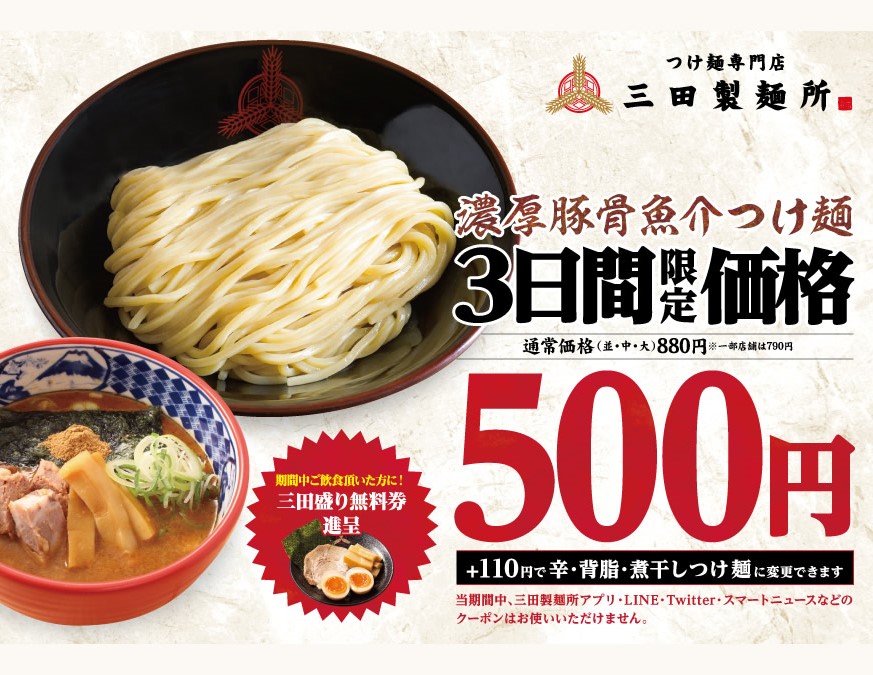 つけ麺専門店
三田製麺所
濃厚豚骨魚介つけ麺
3日間限定価格
通常価格(並・中・大)880円※一部店舗は790円
500円
期間中ご飲食頂いた方に!
三田盛り無料券
進呈
+110円で辛・背脂・煮干しつけ麺に変更できます
当期間中、三田製麺所アプリ・LINE・Twitter・スマートニュースなどの
クーポンはお使いいただけません。